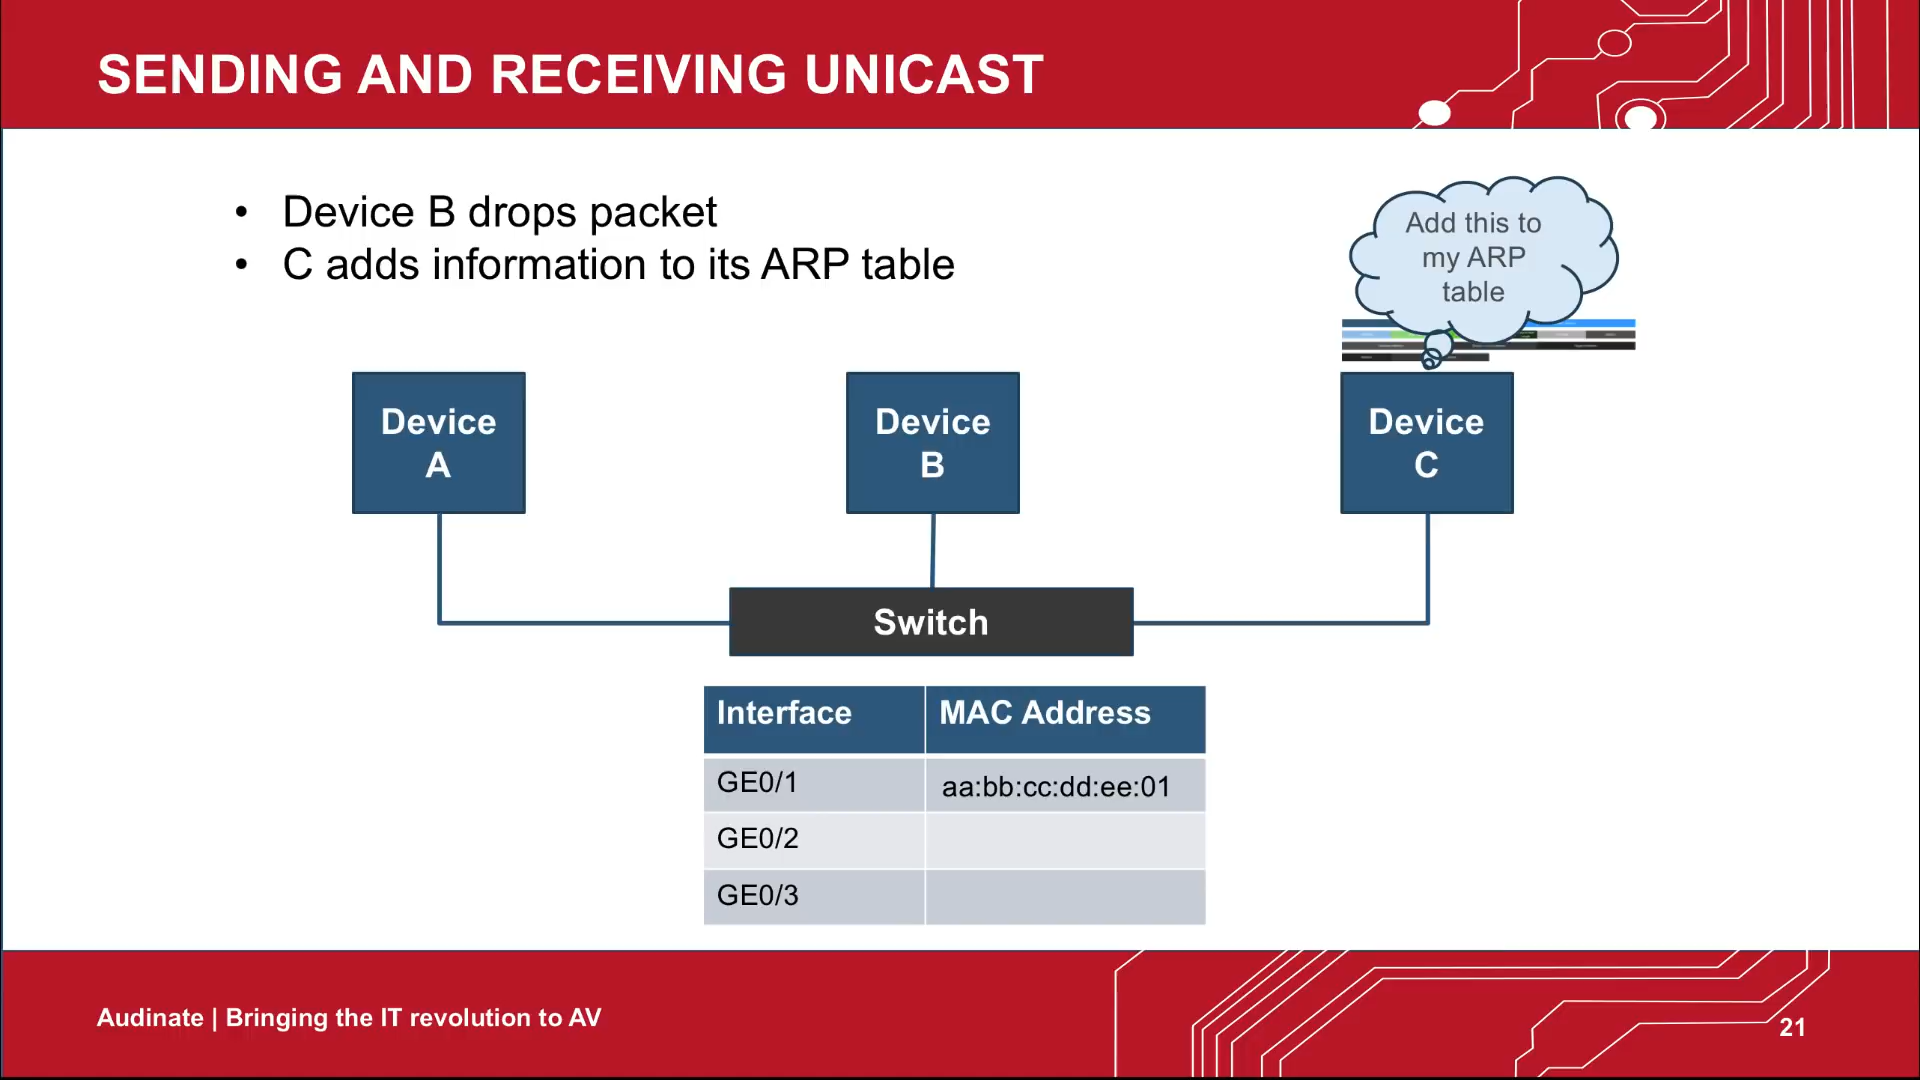 SENDING AND RECEIVING UNICAST
• Device B drops packet
• C adds information to its ARP table
Add this to
my ARP
table
Device
A
Device
B
Device
C
Switch
Interface MAC Address
GE0/1 aa:bb:cc:dd:ee:01
GE0/2
GE0/3
Audinate | Bringing the IT revolution to AV
21